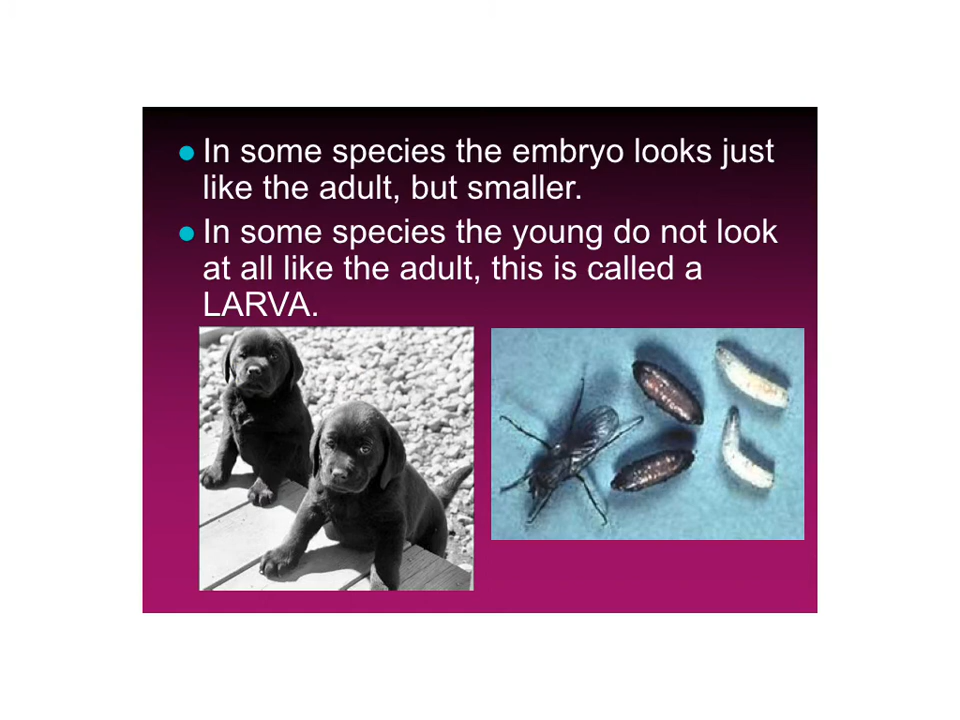 In some species the embryo looks just
like the adult, but smaller.
In some species the young do not look
at all like the adult, this is called a
LARVA.